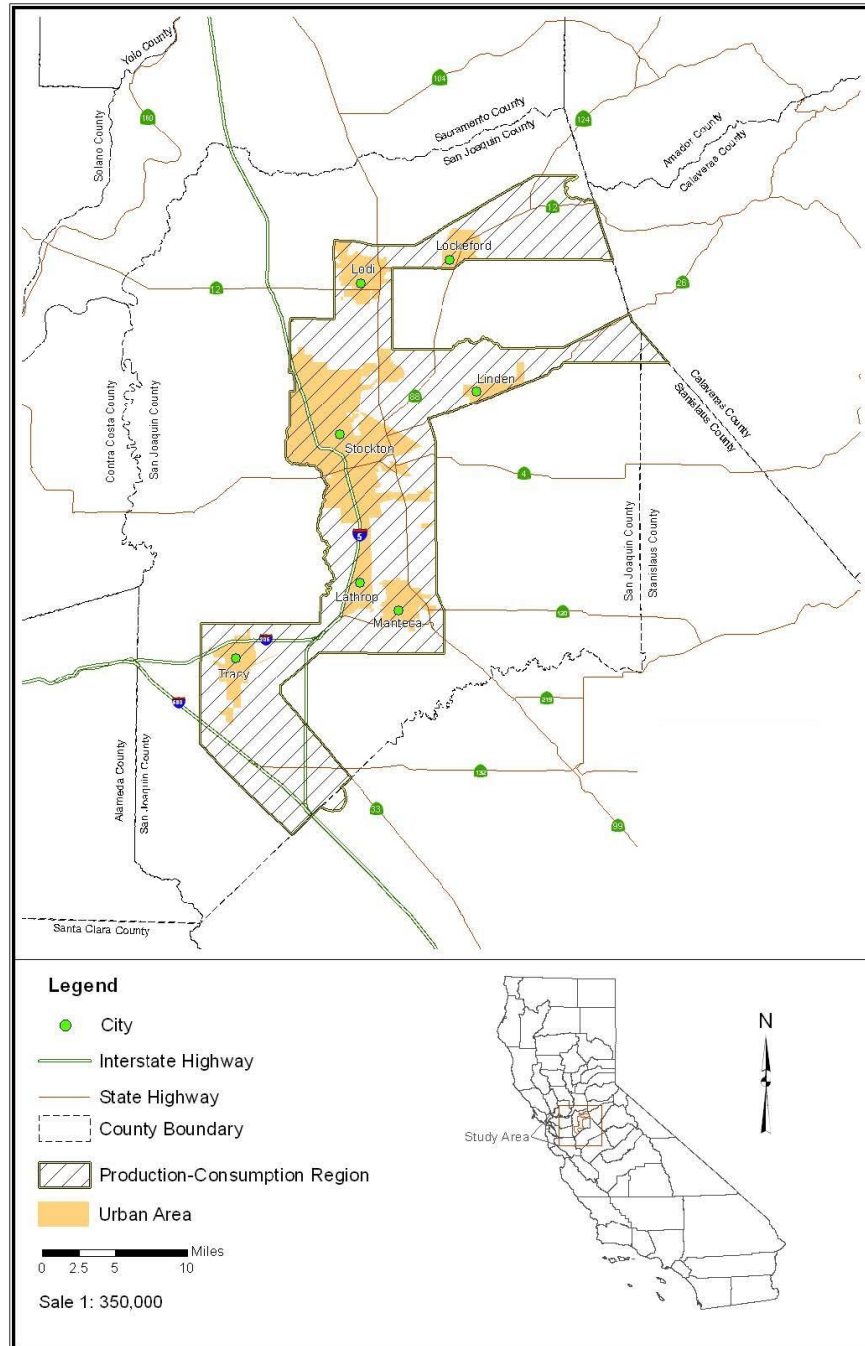 Yolo County
104
160
Solano County
Sacramento County
San Joaquin County
124
Amador County
Calaveras County
12
Lockeford
Lodi
12
26
Linden
88
Calaveras County
Stanislaus County
Contra Costa County
San Joaquin County
Stockton
4
5
San Joaquin County
Stanislaus County
Lathrop
Manteca
120
Tracy
219
132
33
99
Alameda County
San Joaquin County
Santa Clara County
Legend
City
Interstate Highway
State Highway
County Boundary
Production-Consumption Region
Urban Area
Miles
0 2.5 5 10
Sale 1: 350,000
N
Study Area